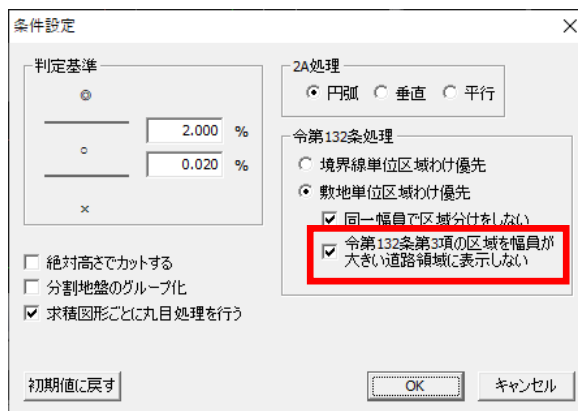 条件設定
判定基準
◎
2.000 %
○
0.020 %
×
絶対高さでカットする
分割地盤のグループ化
求積図形ごとに丸目処理を行う
2A処理
円弧 垂直 平行
令第132条処理
境界線単位区域わけ優先
敷地単位区域わけ優先
同一幅員で区域分けをしない
令第132条第3項の区域を幅員が
大きい道路領域に表示しない
初期値に戻す
OK
キャンセル